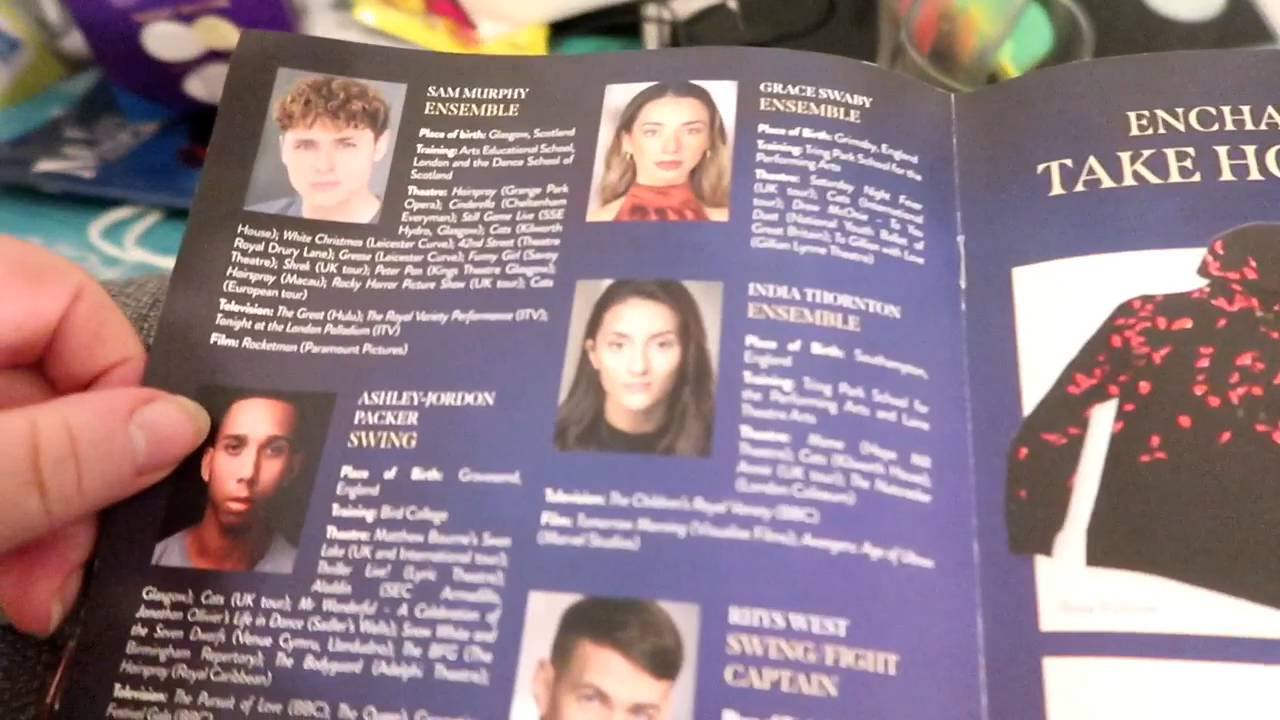 SAM MURPHY
ENSEMBLE
Place of birth: Glasgow, Scotland
Training: Arts Educational School,
London and the Dance School of
Scotland
Theatre: Hairspray (Grange Park
Opera); Cinderella (Cheltenham
Everyman); Still Game Live (SSE
Hydro, Glasgow); Cats (Kilworth
House); White Christmas (Leicester Curve); 42nd Street (Theatre
Royal Drury Lane); Grease (Leicester Curve); Funny Girl (Savoy
Theatre); Shrek (UK tour); Peter Pan (Kings Theatre Glasgow);
Hairspray (Macau); Rocky Horror Picture Show (UK tour); Cats
(European tour)
Television: The Great (Hulu); The Royal Variety Performance (ITV);
Tonight at the London Palladium (ITV)
Film: Rocketman (Paramount Pictures)
ASHLEY-JORDON
PACKER
SWING
Place of Birth: Gravesend,
England
Training: Bird College
Theatre: Matthew Bourne's Swan
Lake (UK and International tour);
Thriller Live! (Lyric Theatre);
Aladdin (SEC Armadillo,
Glasgow); Cats (UK tour); Mr Wonderful - A Celebration of
Jonathan Ollivier's Life in Dance (Sadler's Wells); Snow White and
the Seven Dwarfs (Venue Cymru, Llandudno); The BFG (The
Birmingham Repertory); The Bodyguard (Adelphi Theatre);
Hairspray (Royal Caribbean)
Television: The Pursuit of Love (BBC); The Queen's
Festival Gala (BBC)
GRACE SWABY
ENSEMBLE
Place of Birth: Grimsby, England
Training: Tring Park School for the
Performing Arts
Theatre: Saturday Night Fever
(UK tour); Cats (International
tour); Drew McOnie - To You
Duet (National Youth Ballet of
Great Britain); To Gillian with Love
(Gillian Lynne Theatre)
INDIA THORNTON
ENSEMBLE
Place of Birth: Southampton,
England
Training: Tring Park School for
the Performing Arts and Laine
Theatre Arts
Theatre: Mame (Hope Mill
Theatre); Cats (Kilworth House);
Annie (UK tour); The Nutcracker
(London Coliseum)
Television: The Children's Royal Variety (BBC)
Film: Tomorrow Morning (Visualise Films); Avengers: Age of Ultron
(Marvel Studios)
RHYS WEST
SWING/FIGHT
CAPTAIN
Place of Birth:
ENCHA
TAKE HO